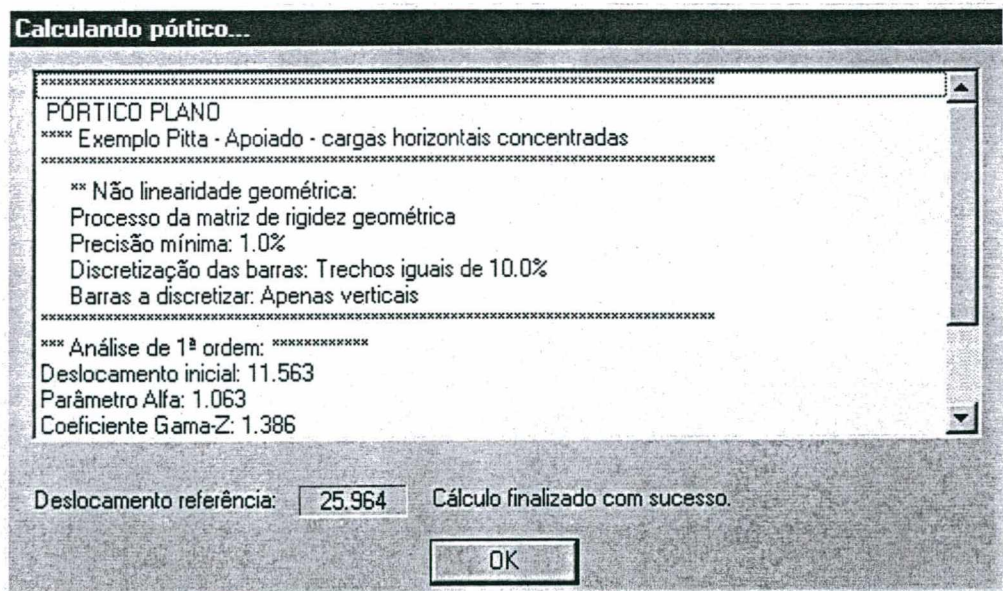 Calculando pórtico...
************************************************************************************
PÓRTICO PLANO
**** Exemplo Pitta - Apoiado - cargas horizontais concentradas
************************************************************************************
** Não linearidade geométrica:
Processo da matriz de rigidez geométrica
Precisão mínima: 1.0%
Discretização das barras: Trechos iguais de 10.0%
Barras a discretizar: Apenas verticais
************************************************************************************
*** Análise de 1ª ordem: ************
Deslocamento inicial: 11.563
Parâmetro Alfa: 1.063
Coeficiente Gama-Z: 1.386
Deslocamento referência: 25.964 Cálculo finalizado com sucesso.
OK